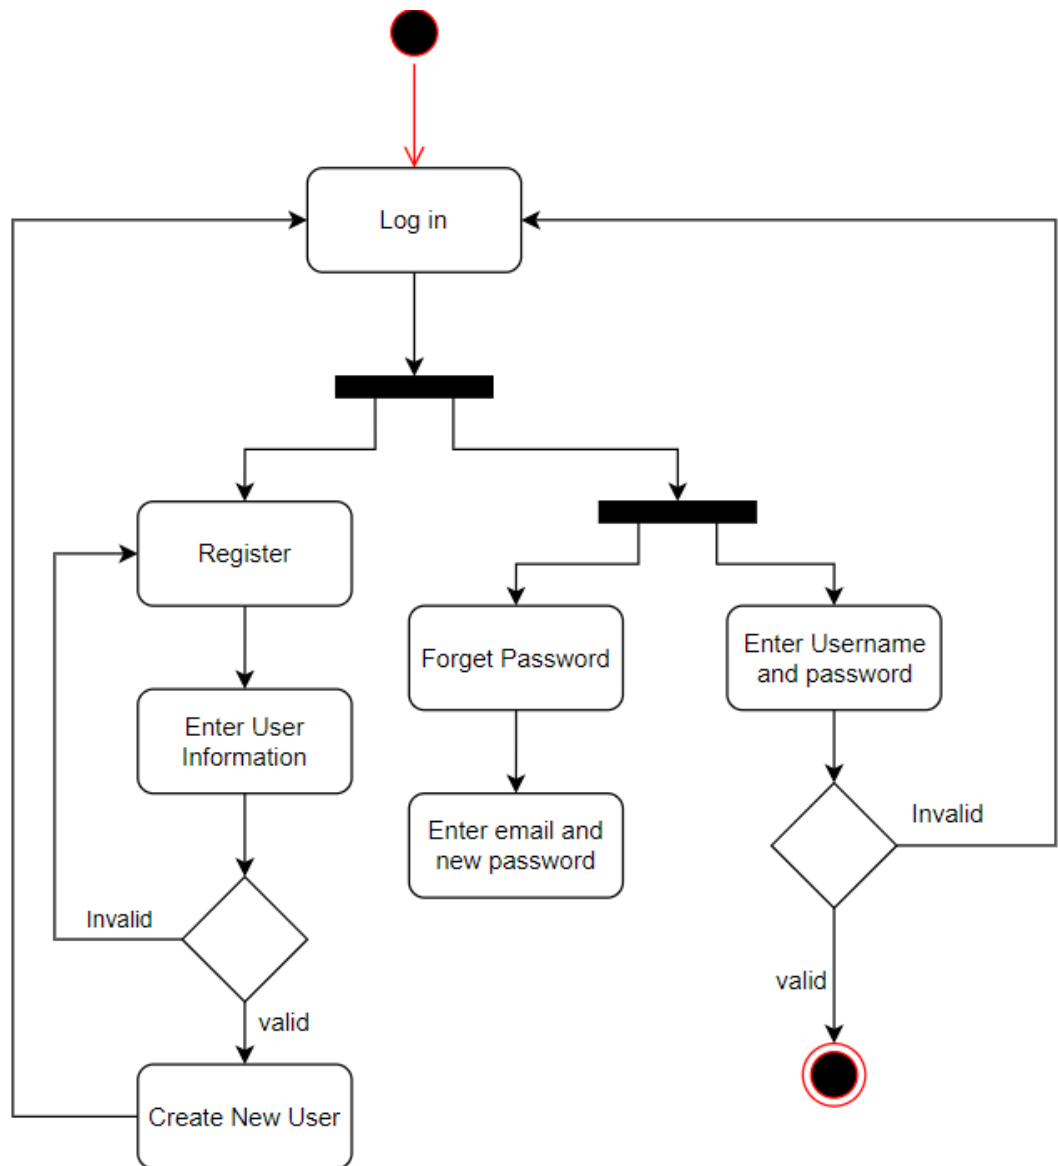 Log in
Register
Forget Password
Enter Username
and password
Enter User
Information
Enter email and
new password
Invalid
Invalid
valid
valid
Create New User